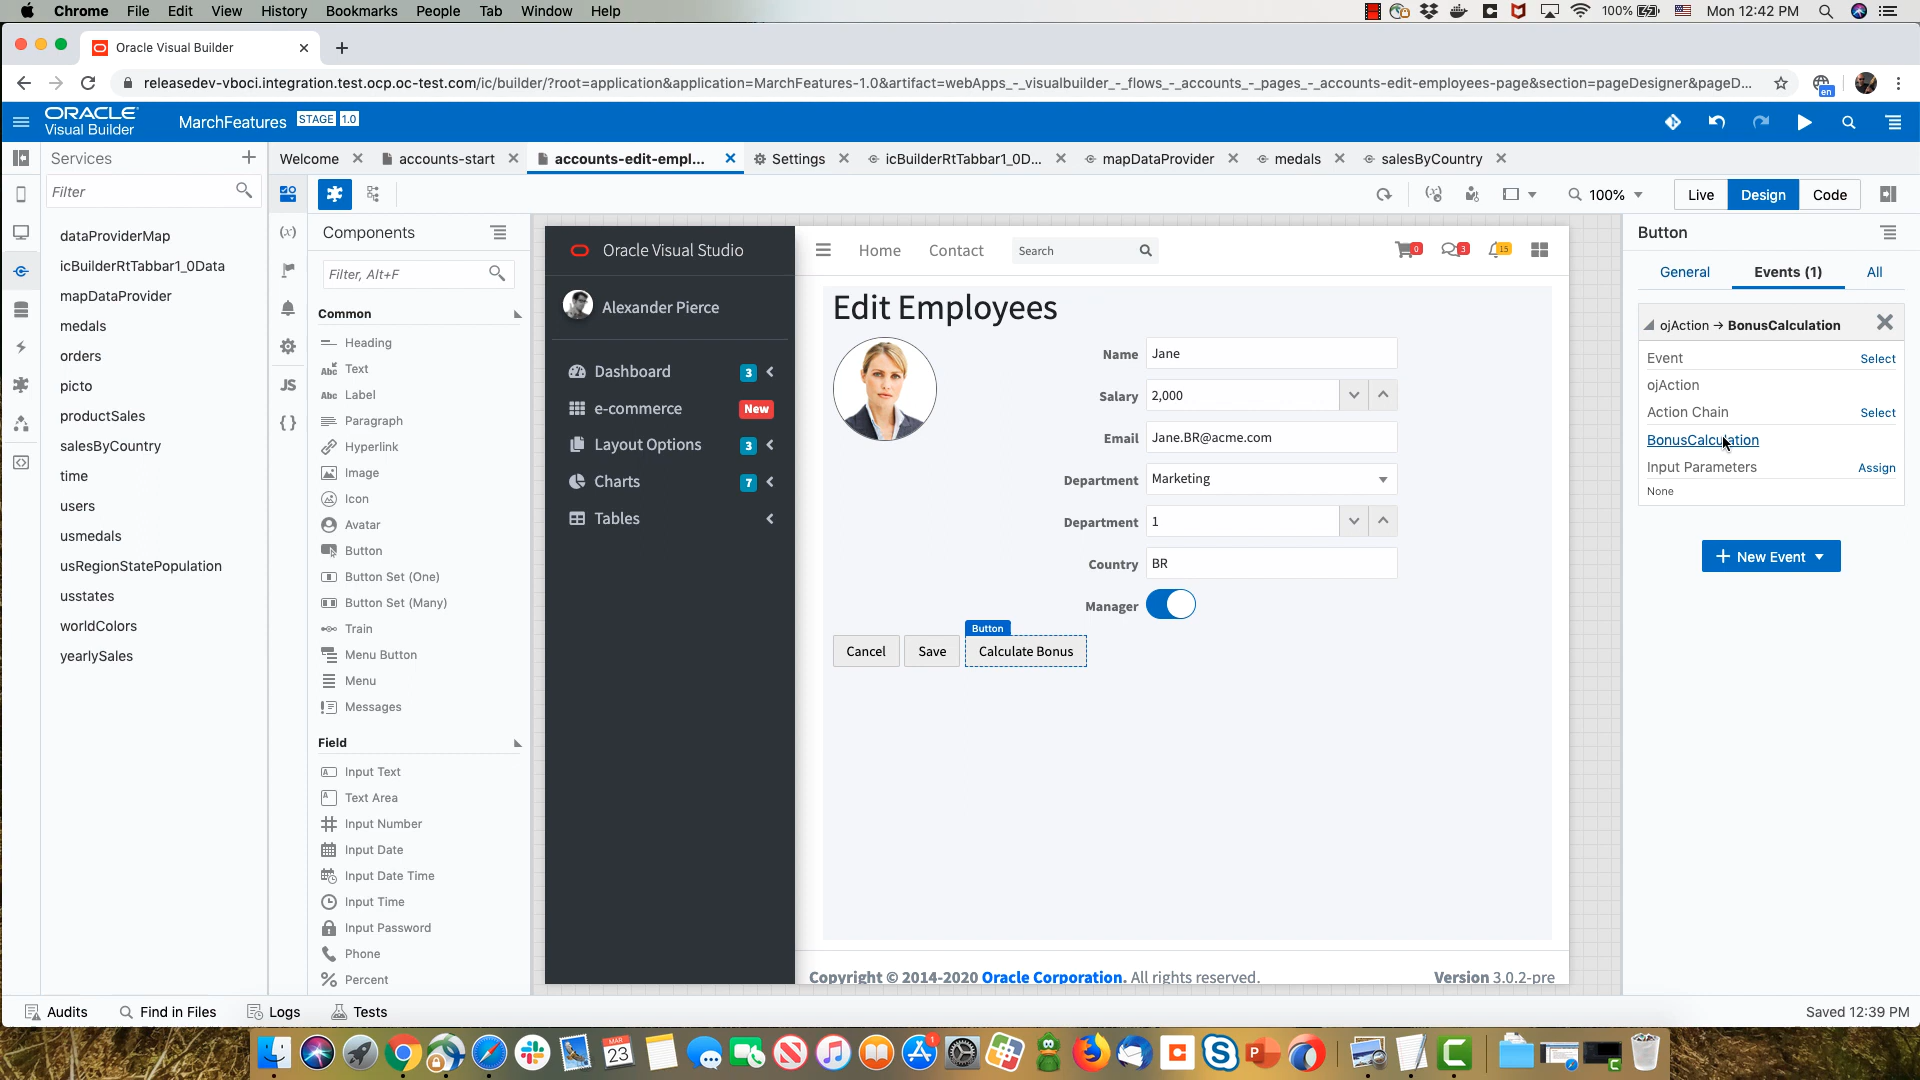 Chrome File Edit View History Bookmarks People Tab Window Help 100% Mon 12:42 PM
Oracle Visual Builder
releasedev-vboci.integration.test.ocp.oc-test.com/ic/builder/?root=application&application=MarchFeatures-1.0&artifact=webApps_-_visualbuilder_-_flows_-_accounts_-_pages_-_accounts-edit-employees-page&section=pageDesigner&pageD...
en
ORACLE
Visual Builder
MarchFeatures STAGE 1.0
Services
Welcome accounts-start accounts-edit-empl... Settings icBuilderRtTabbar1_0D... mapDataProvider medals salesByCountry
Filter
100% Live Design Code
dataProviderMap
icBuilderRtTabbar1_0Data
mapDataProvider
medals
orders
picto
productSales
salesByCountry
time
users
usmedals
usRegionStatePopulation
usstates
worldColors
yearlySales
(x)
JS
{ }
Components
Filter, Alt+F
Common
Heading
Abc Text
Abc Label
Paragraph
Hyperlink
Image
Icon
Avatar
Button
Button Set (One)
Button Set (Many)
Train
Menu Button
Menu
Messages
Field
Input Text
Text Area
Input Number
Input Date
Input Date Time
Input Time
Input Password
Phone
Percent
Oracle Visual Studio
Alexander Pierce
Dashboard 3
e-commerce New
Layout Options 3
Charts 7
Tables
Home Contact Search 0 3 15
Edit Employees
Name Jane
Salary 2,000
Email Jane.BR@acme.com
Department Marketing
Department 1
Country BR
Manager
Button
Cancel Save Calculate Bonus
Copyright © 2014-2020 Oracle Corporation. All rights reserved. Version 3.0.2-pre
Button
General Events (1) All
ojAction → BonusCalculation
Event Select
ojAction
Action Chain Select
BonusCalculation
Input Parameters Assign
None
+ New Event
Audits Find in Files Logs Tests Saved 12:39 PM
MAR
23
1